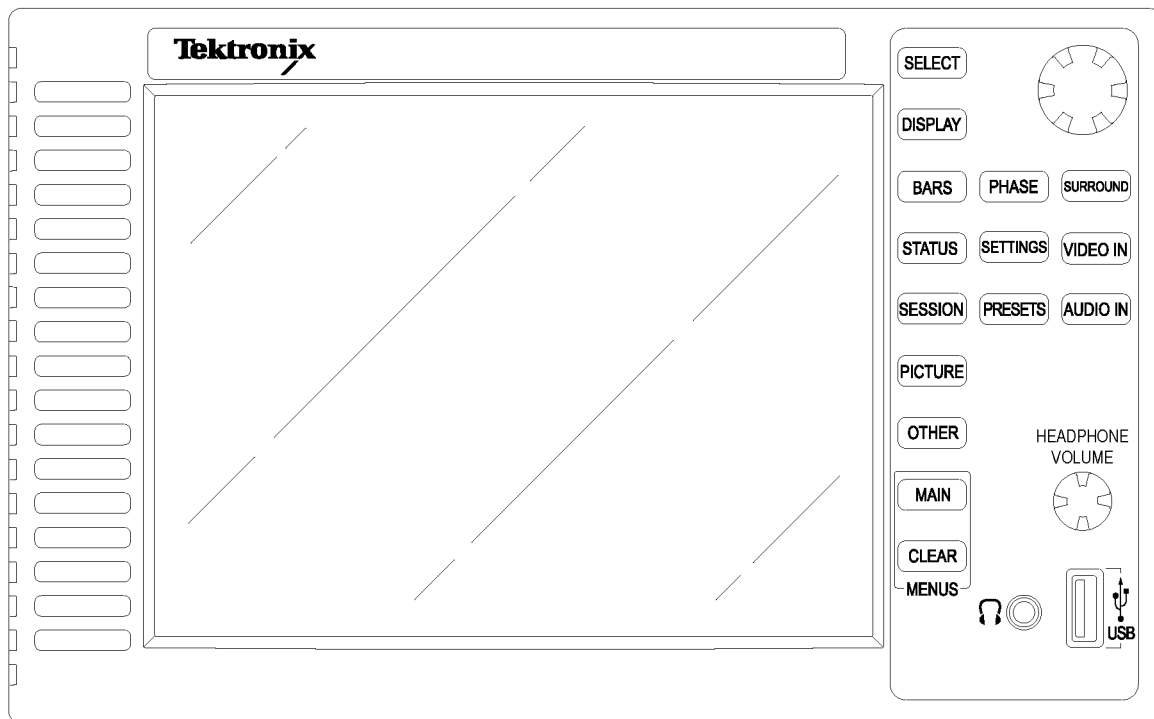 Tektronix
SELECT
DISPLAY
BARS PHASE SURROUND
STATUS SETTINGS VIDEO IN
SESSION PRESETS AUDIO IN
PICTURE
OTHER
HEADPHONE
VOLUME
MAIN
CLEAR
MENUS
USB